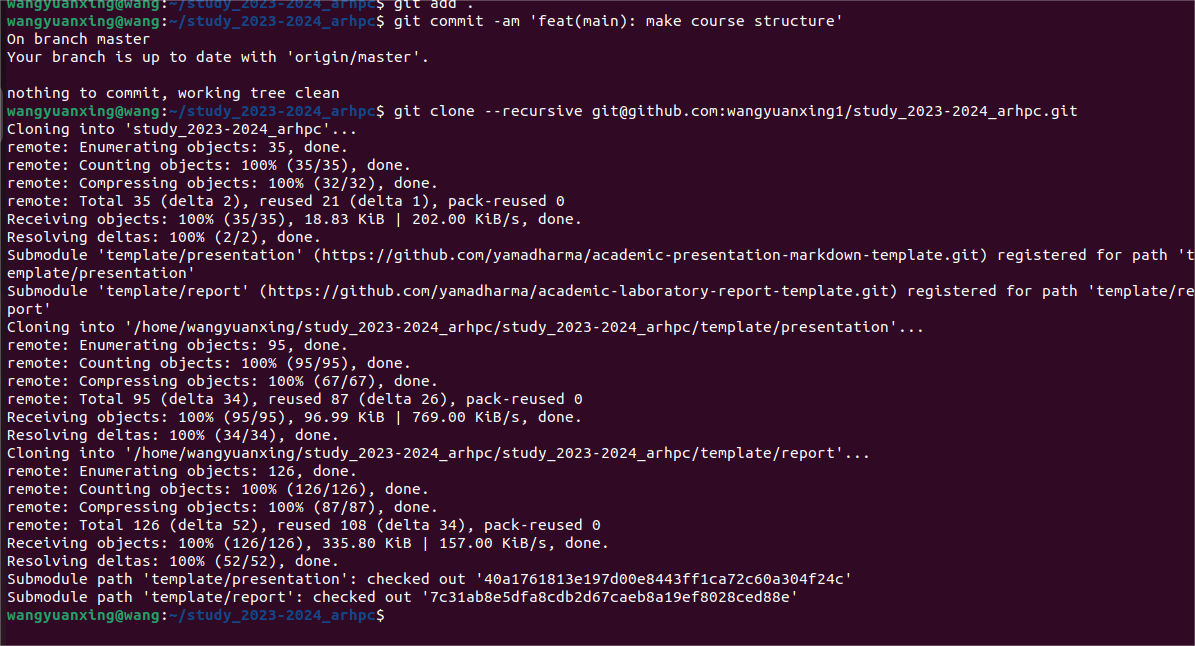 wangyuanxing@wang:~/study_2023-2024_arhpc$ git add .
wangyuanxing@wang:~/study_2023-2024_arhpc$ git commit -am 'feat(main): make course structure'
On branch master
Your branch is up to date with 'origin/master'.

nothing to commit, working tree clean
wangyuanxing@wang:~/study_2023-2024_arhpc$ git clone --recursive git@github.com:wangyuanxing1/study_2023-2024_arhpc.git
Cloning into 'study_2023-2024_arhpc'...
remote: Enumerating objects: 35, done.
remote: Counting objects: 100% (35/35), done.
remote: Compressing objects: 100% (32/32), done.
remote: Total 35 (delta 2), reused 21 (delta 1), pack-reused 0
Receiving objects: 100% (35/35), 18.83 KiB | 202.00 KiB/s, done.
Resolving deltas: 100% (2/2), done.
Submodule 'template/presentation' (https://github.com/yamadharma/academic-presentation-markdown-template.git) registered for path 't
emplate/presentation'
Submodule 'template/report' (https://github.com/yamadharma/academic-laboratory-report-template.git) registered for path 'template/re
port'
Cloning into '/home/wangyuanxing/study_2023-2024_arhpc/study_2023-2024_arhpc/template/presentation'...
remote: Enumerating objects: 95, done.
remote: Counting objects: 100% (95/95), done.
remote: Compressing objects: 100% (67/67), done.
remote: Total 95 (delta 34), reused 87 (delta 26), pack-reused 0
Receiving objects: 100% (95/95), 96.99 KiB | 769.00 KiB/s, done.
Resolving deltas: 100% (34/34), done.
Cloning into '/home/wangyuanxing/study_2023-2024_arhpc/study_2023-2024_arhpc/template/report'...
remote: Enumerating objects: 126, done.
remote: Counting objects: 100% (126/126), done.
remote: Compressing objects: 100% (87/87), done.
remote: Total 126 (delta 52), reused 108 (delta 34), pack-reused 0
Receiving objects: 100% (126/126), 335.80 KiB | 157.00 KiB/s, done.
Resolving deltas: 100% (52/52), done.
Submodule path 'template/presentation': checked out '40a1761813e197d00e8443ff1ca72c60a304f24c'
Submodule path 'template/report': checked out '7c31ab8e5dfa8cdb2d67caeb8a19ef8028ced88e'
wangyuanxing@wang:~/study_2023-2024_arhpc$